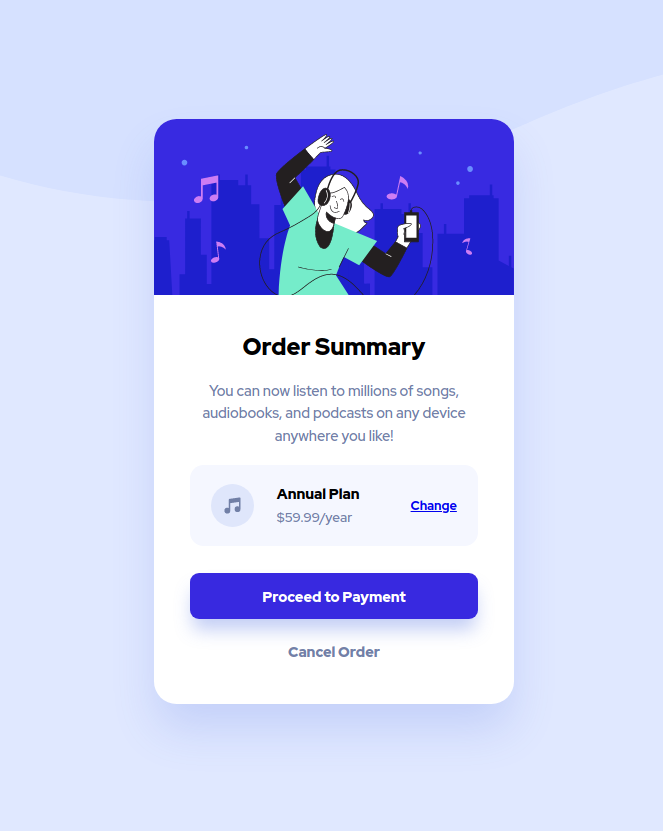 Order Summary
You can now listen to millions of songs,
audiobooks, and podcasts on any device
anywhere you like!
Annual Plan
$59.99/year
Change
Proceed to Payment
Cancel Order